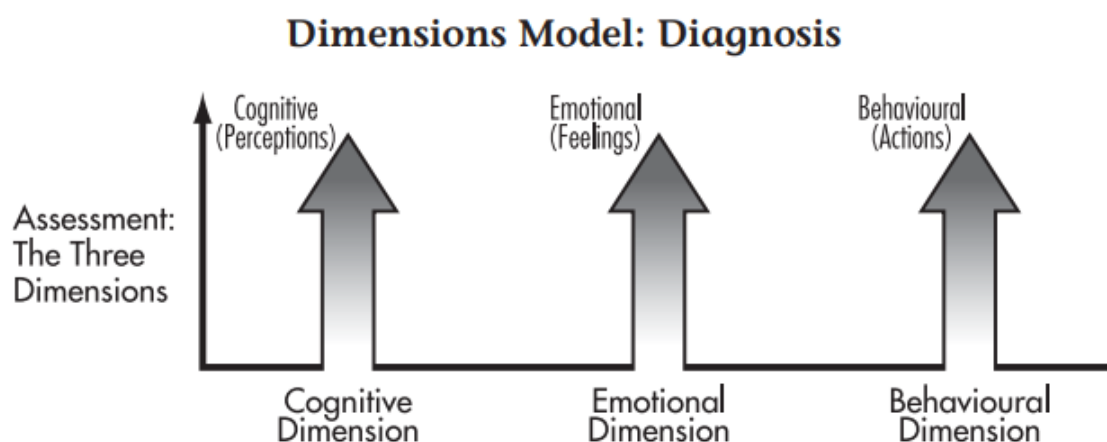 Dimensions Model: Diagnosis
Cognitive
(Perceptions)
Emotional
(Feelings)
Behavioural
(Actions)
Assessment:
The Three
Dimensions
Cognitive
Dimension
Emotional
Dimension
Behavioural
Dimension